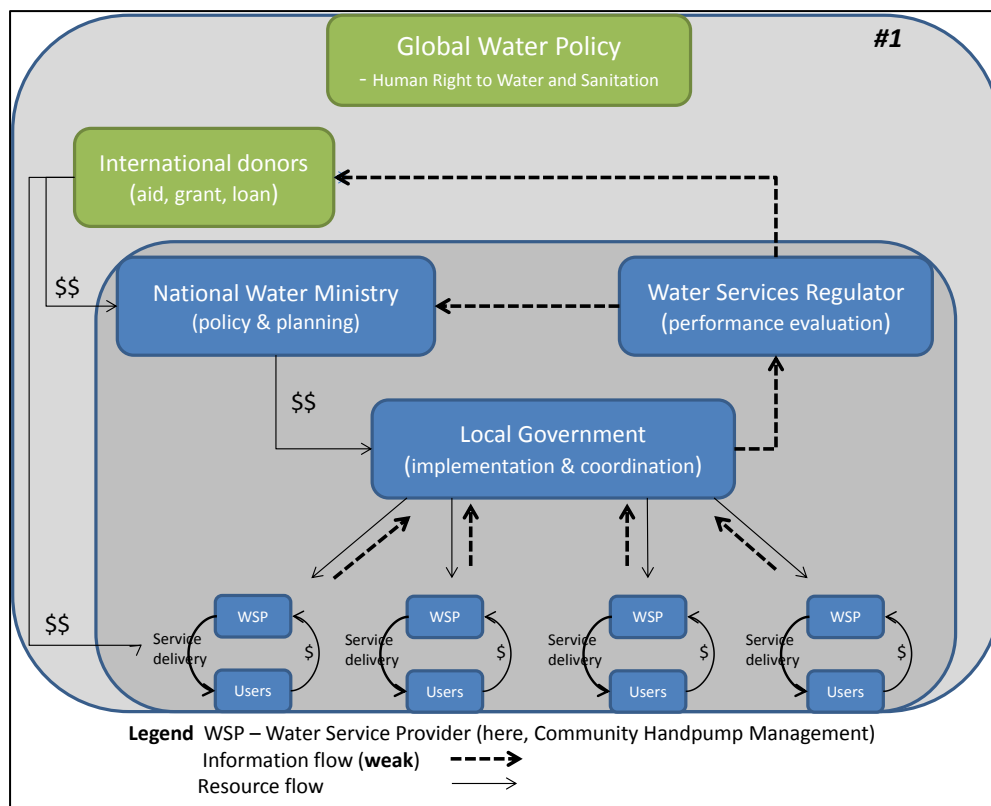 #1
Global Water Policy
- Human Right to Water and Sanitation
International donors
(aid, grant, loan)
$$
National Water Ministry
(policy & planning)
Water Services Regulator
(performance evaluation)
$$
Local Government
(implementation & coordination)
$$
WSP
Service
delivery
$
Users
WSP
Service
delivery
$
Users
WSP
Service
delivery
$
Users
WSP
Service
delivery
$
Users
Legend WSP – Water Service Provider (here, Community Handpump Management)
Information flow (weak)
Resource flow